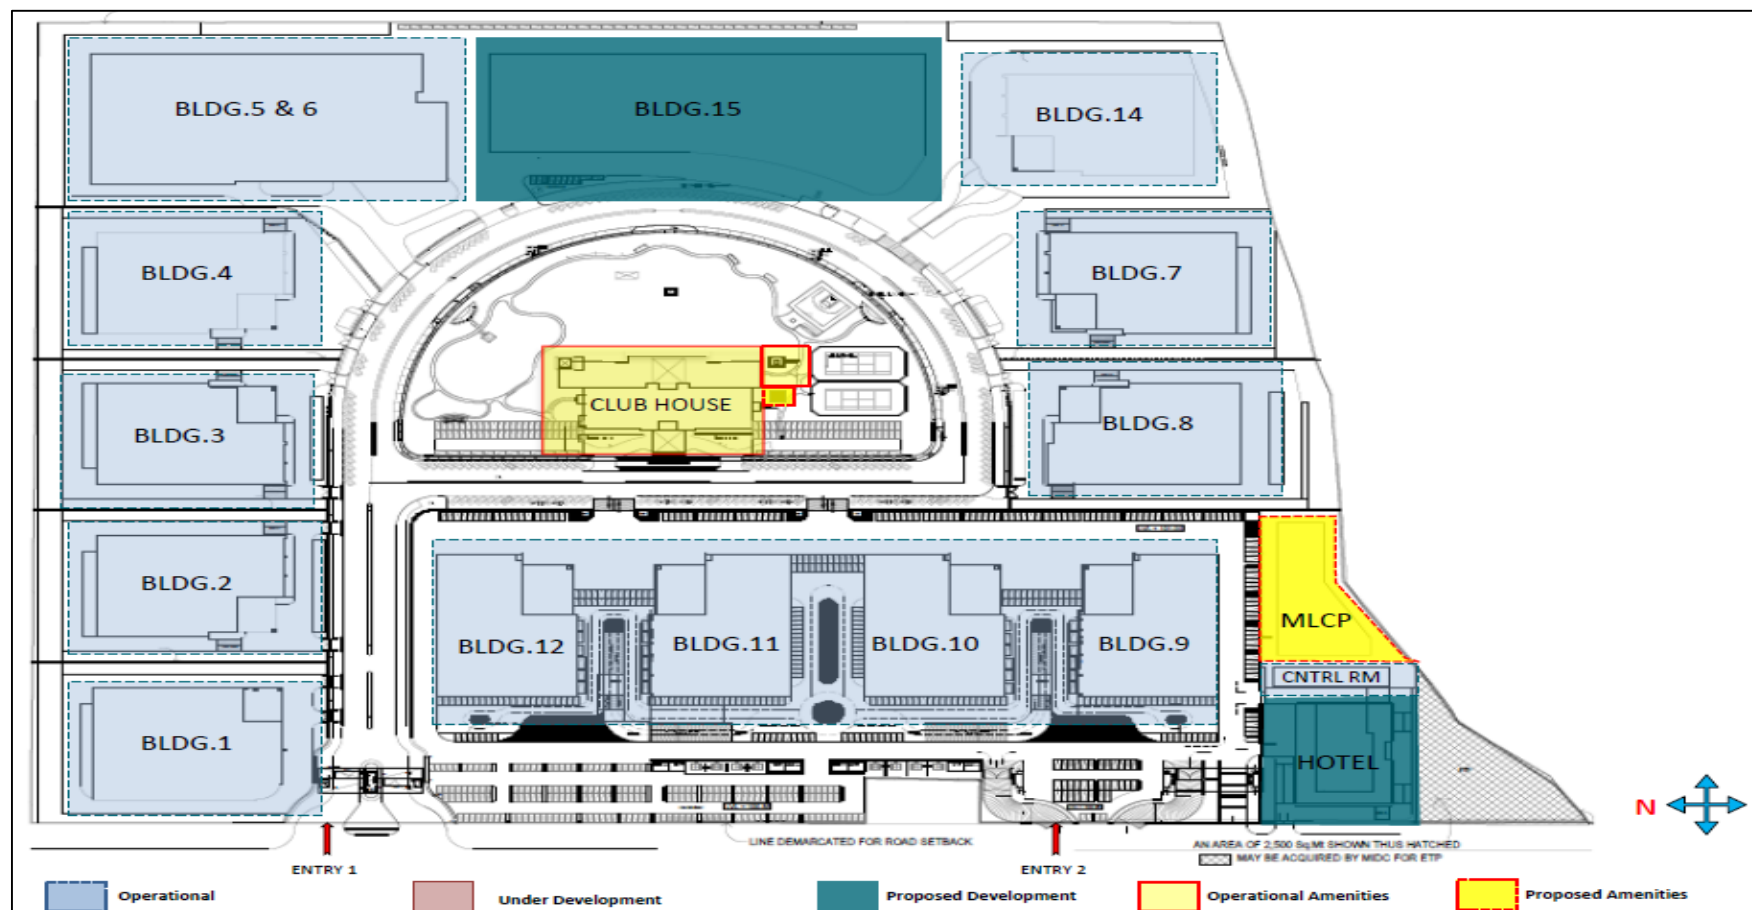 BLDG.5 & 6
BLDG.15
BLDG.14
BLDG.4
BLDG.7
CLUB HOUSE
BLDG.3
BLDG.8
BLDG.2
BLDG.12
BLDG.11
BLDG.10
BLDG.9
MLCP
CNTRL RM
BLDG.1
HOTEL
N
LINE DEMARCATED FOR ROAD SETBACK
AN AREA OF 2,500 Sq.Mt SHOWN THUS HATCHED
MAY BE ACQUIRED BY MIDC FOR ETP
ENTRY 1
ENTRY 2
Operational
Under Development
Proposed Development
Operational Amenities
Proposed Amenities